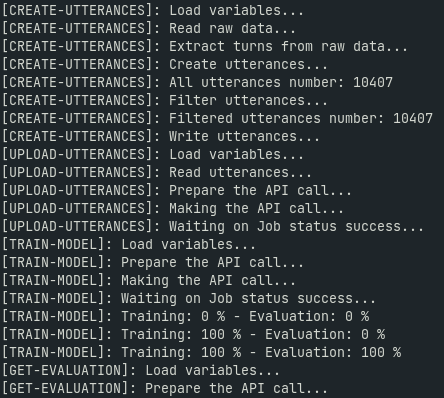 [CREATE-UTTERANCES]: Load variables...
[CREATE-UTTERANCES]: Read raw data...
[CREATE-UTTERANCES]: Extract turns from raw data...
[CREATE-UTTERANCES]: Create utterances...
[CREATE-UTTERANCES]: All utterances number: 10407
[CREATE-UTTERANCES]: Filter utterances...
[CREATE-UTTERANCES]: Filtered utterances number: 10407
[CREATE-UTTERANCES]: Write utterances...
[UPLOAD-UTTERANCES]: Load variables...
[UPLOAD-UTTERANCES]: Read utterances...
[UPLOAD-UTTERANCES]: Prepare the API call...
[UPLOAD-UTTERANCES]: Making the API call...
[UPLOAD-UTTERANCES]: Waiting on Job status success...
[TRAIN-MODEL]: Load variables...
[TRAIN-MODEL]: Prepare the API call...
[TRAIN-MODEL]: Making the API call...
[TRAIN-MODEL]: Waiting on Job status success...
[TRAIN-MODEL]: Training: 0 % - Evaluation: 0 %
[TRAIN-MODEL]: Training: 100 % - Evaluation: 0 %
[TRAIN-MODEL]: Training: 100 % - Evaluation: 100 %
[GET-EVALUATION]: Load variables...
[GET-EVALUATION]: Prepare the API call...